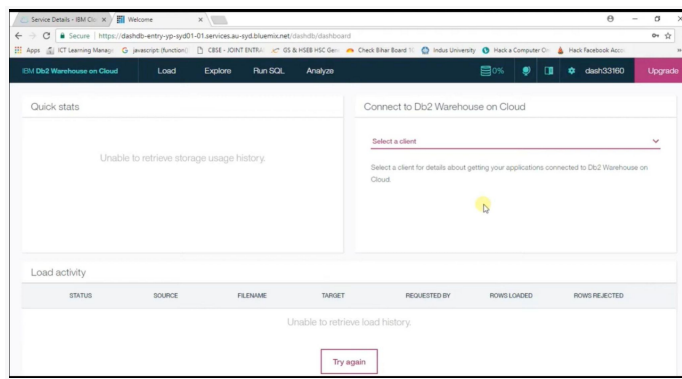 Service Details - IBM Clo
Welcome
Secure | https://dashdb-entry-yp-syd01-01.services.au-syd.bluemix.net/dashdb/dashboard
Apps
ICT Learning Manage
javascript (function()
CBSE - JOINT ENTRA
GS & HSEB HSC Gen
Check Bihar Board 10
Indus University
Hack a Computer
Hack Facebook Acco
IBM Db2 Warehouse on Cloud
Load
Explore
Run SQL
Analyze
0%
dash33160
Upgrade
Quick stats
Unable to retrieve storage usage history.
Connect to Db2 Warehouse on Cloud
Select a client
Select a client for details about getting your applications connected to Db2 Warehouse on
Cloud.
Load activity
STATUS
SOURCE
FILENAME
TARGET
REQUESTED BY
ROWS LOADED
ROWS REJECTED
Unable to retrieve load history.
Try again